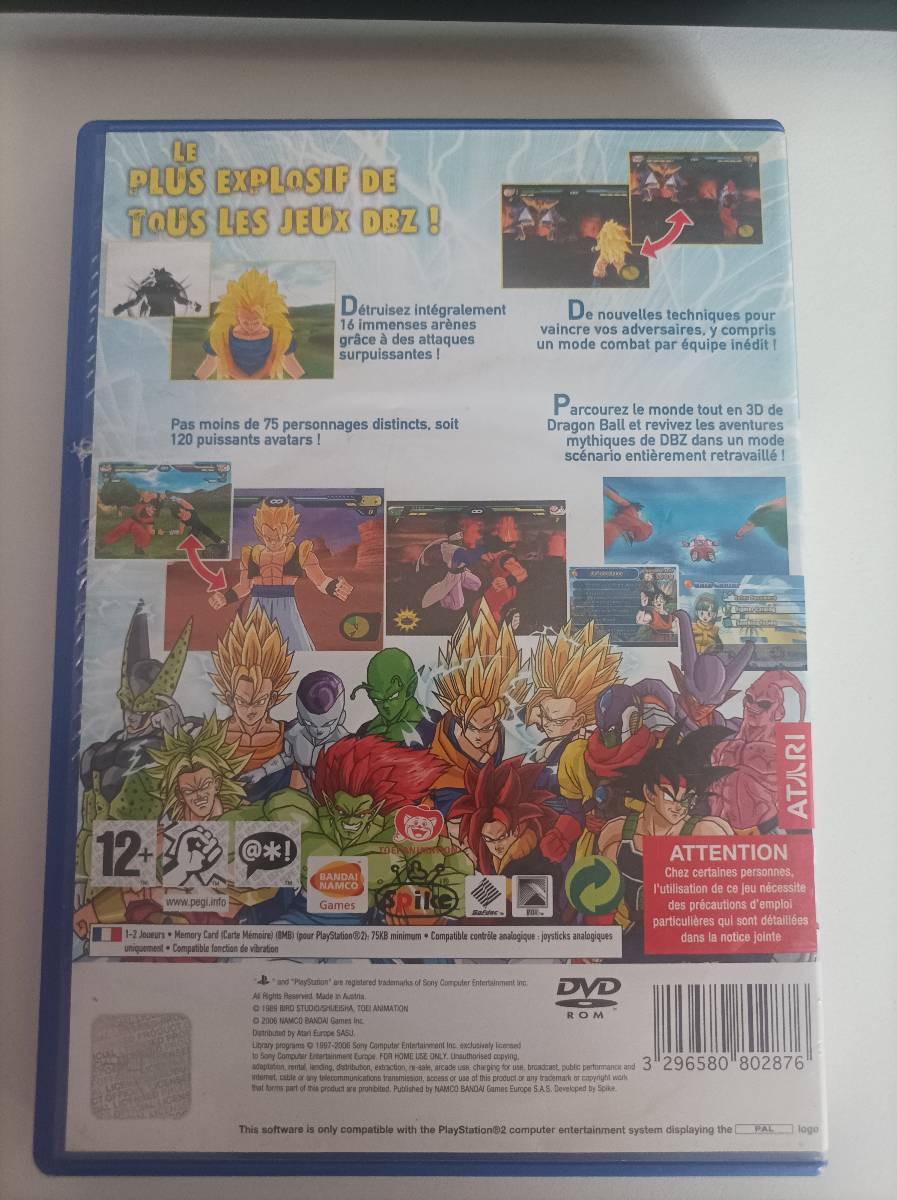 LE
PLUS EXPLOSIF DE
TOUS LES JEUX DBZ !
Détruisez intégralement
16 immenses arènes
grâce à des attaques
surpuissantes !
De nouvelles techniques pour
vaincre vos adversaires, y compris
un mode combat par équipe inédit !
Pas moins de 75 personnages distincts, soit
120 puissants avatars !
Parcourez le monde tout en 3D de
Dragon Ball et revivez les aventures
mythiques de DBZ dans un mode
scénario entièrement retravaillé !
ATARI
12+
@*!
www.pegi.info
TOEI ANIMATION
BANDAI
NAMCO
Games
Spike
ATTENTION
Chez certaines personnes,
l'utilisation de ce jeu nécessite
des précautions d'emploi
particulières qui sont détaillées
dans la notice jointe
1-2 Joueurs • Memory Card (Carte Mémoire) (8MB) (pour PlayStation®2): 75KB minimum • Compatible contrôle analogique : joysticks analogiques
uniquement • Compatible fonction de vibration
" " and "PlayStation" are registered trademarks of Sony Computer Entertainment Inc.
All Rights Reserved. Made in Austria.
© 1989 BIRD STUDIO/SHUEISHA, TOEI ANIMATION
© 2006 NAMCO BANDAI Games Inc.
Distributed by Atari Europe SASU.
Library programs © 1997-2006 Sony Computer Entertainment Inc. exclusively licensed
to Sony Computer Entertainment Europe. FOR HOME USE ONLY. Unauthorised copying,
adaptation, rental, lending, distribution, extraction, re-sale, arcade use, charging for use, broadcast, public performance and
internet, cable or any telecommunications transmission, access or use of this product or any trademark or copyright work
that forms part of this product are prohibited. Published by NAMCO BANDAI Games Europe S.A.S. Developed by Spike.
DVD
ROM
3 296580 802876
This software is only compatible with the PlayStation®2 computer entertainment system displaying the PAL logo